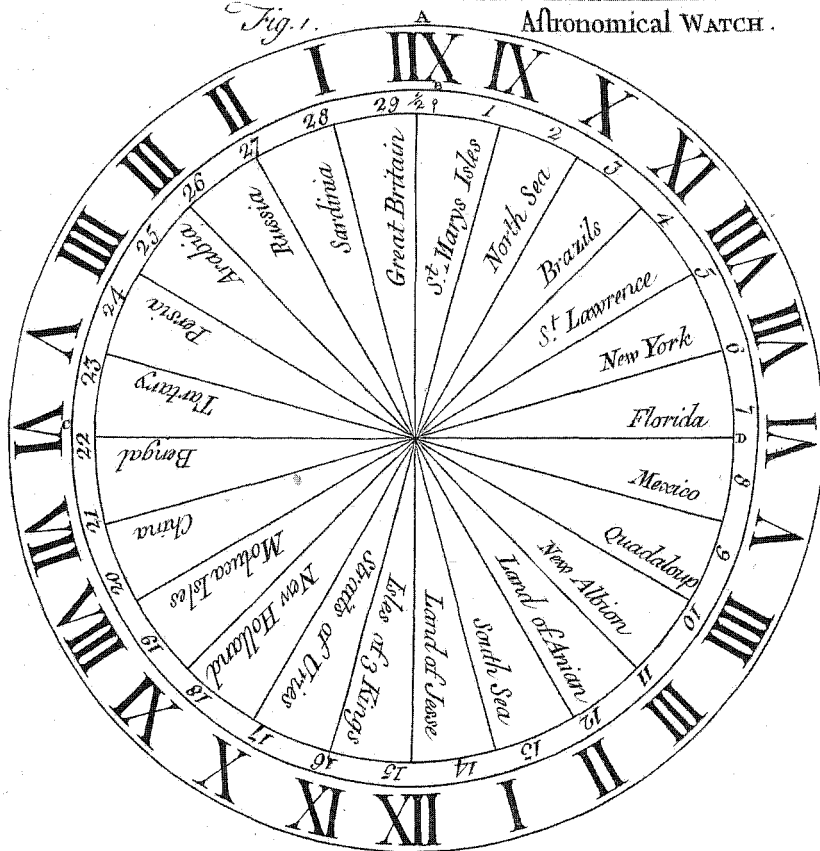 Fig. 1.
A
Aſtronomical WATCH.
XII
XI
X
IX
VIII
VII
VI
V
IIII
III
II
I
XII
XI
X
IX
VIII
VII
VI
V
IIII
III
II
I
B
D
C
½
1
2
3
4
5
6
7
8
9
10
11
12
13
14
15
16
17
18
19
20
21
22
23
24
25
26
27
28
29
St. Marys Isles
North Sea
Brazils
St. Lawrence
New York
Florida
Mexico
Quadaloup
New Albion
Land of Anian
South Sea
Land of Jesse
Isles of 3 Kings
Straits of Uries
New Holland
Moluca Isles
China
Bengal
Tartary
Persia
Arabia
Russia
Sardinia
Great Britain